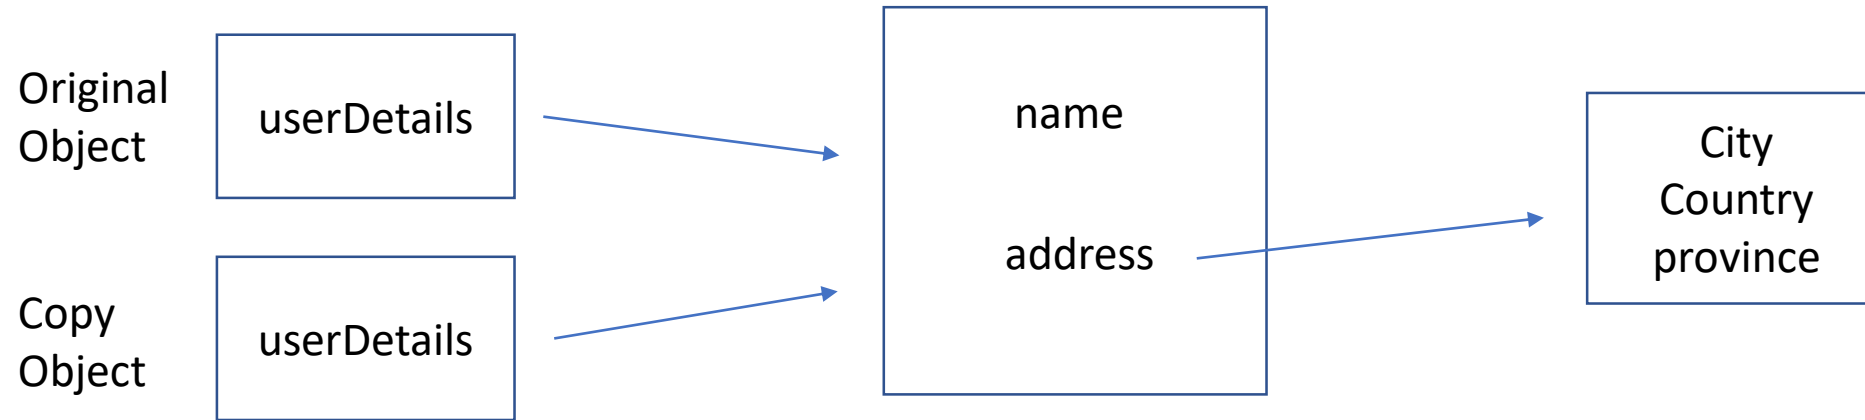 Original
Object
userDetails
name
address
City
Country
province
Copy
Object
userDetails